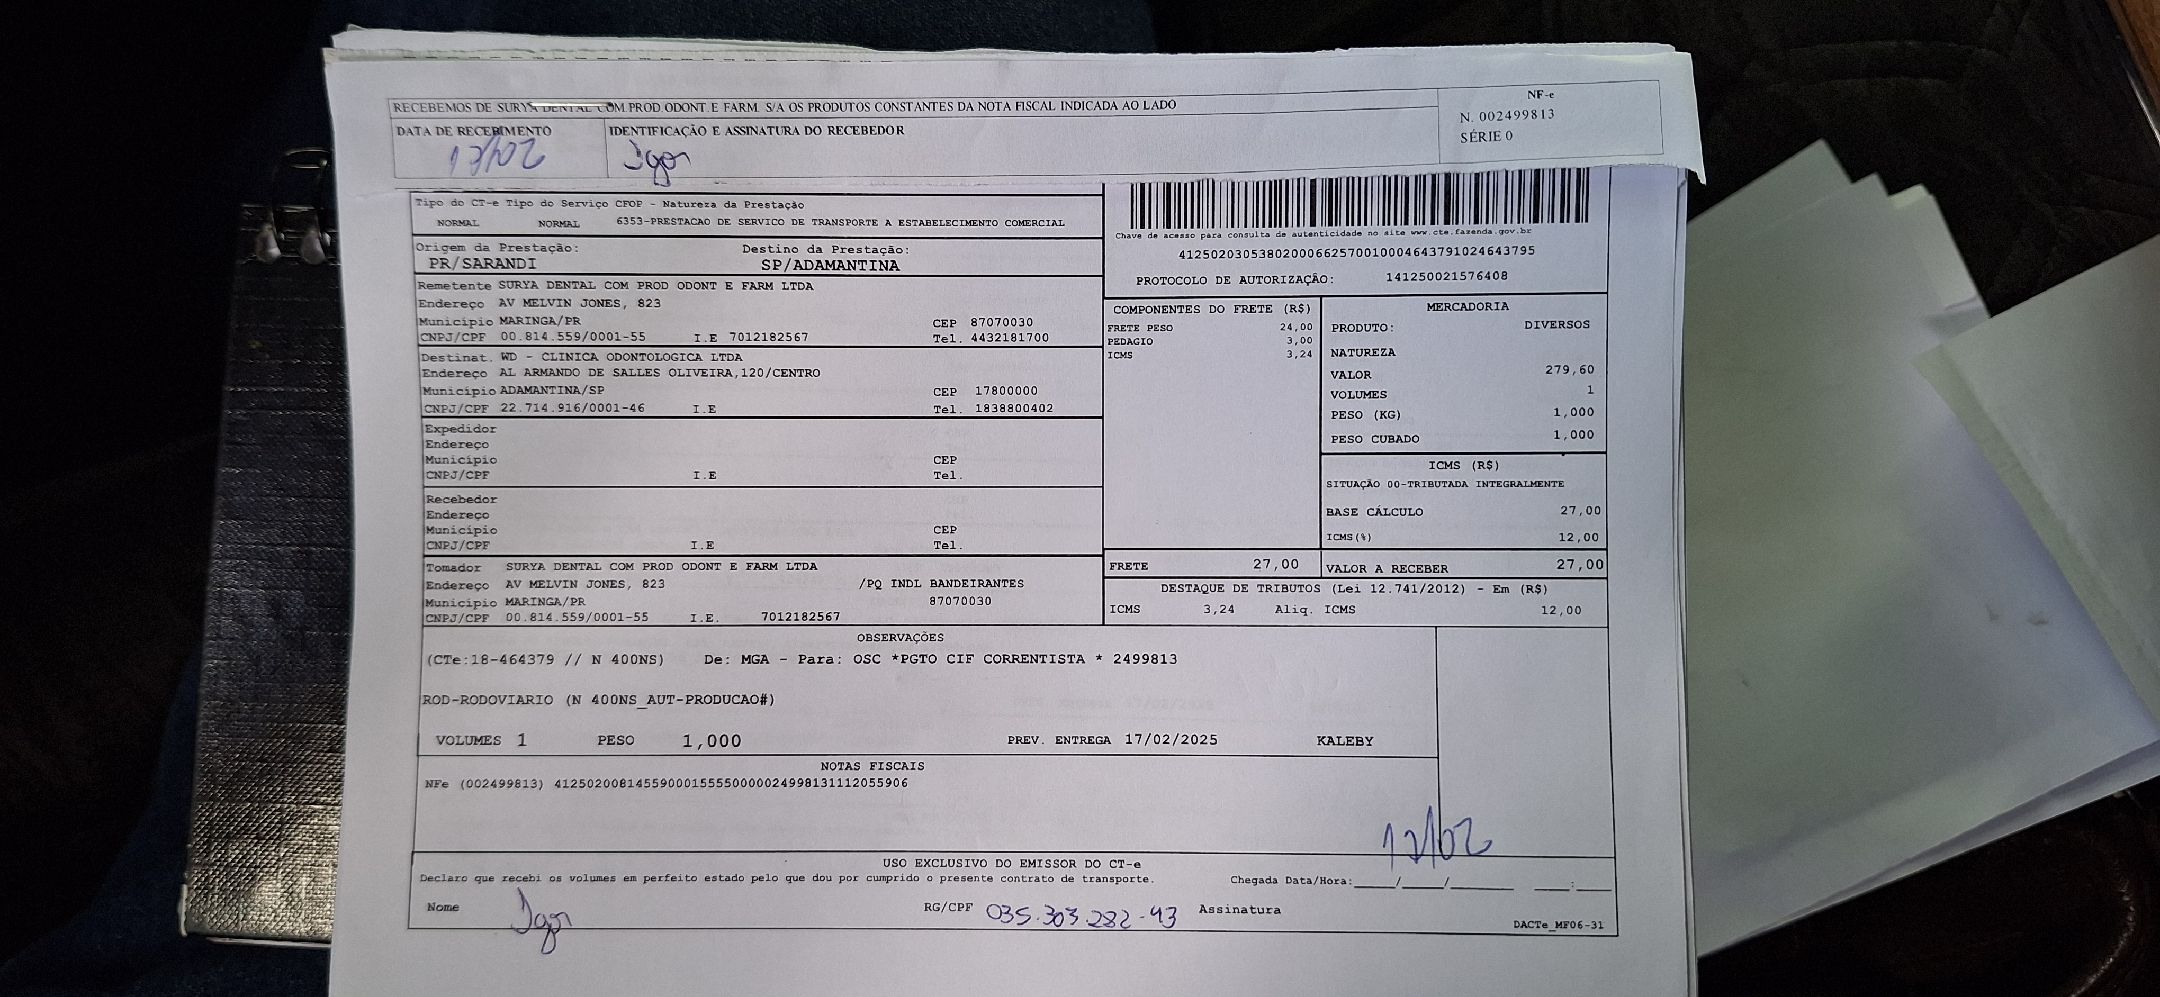 RECEBEMOS DE SURYA DENTAL COM.PROD.ODONT.E FARM. S/A OS PRODUTOS CONSTANTES DA NOTA FISCAL INDICADA AO LADO
DATA DE RECEBIMENTO
IDENTIFICAÇÃO E ASSINATURA DO RECEBEDOR
Igor
NF-e
N. 002499813
SÉRIE 0
Tipo do CT-e Tipo do Serviço CFOP - Natureza da Prestação
NORMAL NORMAL 6353-PRESTACAO DE SERVICO DE TRANSPORTE A ESTABELECIMENTO COMERCIAL
Origem da Prestação: Destino da Prestação:
PR/SARANDI SP/ADAMANTINA
Chave de acesso para consulta de autenticidade no site www.cte.fazenda.gov.br
41250203053802000662570010004643791024643795
PROTOCOLO DE AUTORIZAÇÃO: 141250021576408
Remetente SURYA DENTAL COM PROD ODONT E FARM LTDA
Endereço AV MELVIN JONES, 823
Município MARINGA/PR CEP 87070030
CNPJ/CPF 00.814.559/0001-55 I.E 7012182567 Tel. 4432181700
Destinat. WD - CLINICA ODONTOLOGICA LTDA
Endereço AL ARMANDO DE SALLES OLIVEIRA,120/CENTRO
Município ADAMANTINA/SP CEP 17800000
CNPJ/CPF 22.714.916/0001-46 I.E Tel. 1838800402
Expedidor
Endereço
Município CEP
CNPJ/CPF I.E Tel.
Recebedor
Endereço
Município CEP
CNPJ/CPF I.E Tel.
Tomador SURYA DENTAL COM PROD ODONT E FARM LTDA
Endereço AV MELVIN JONES, 823 /PQ INDL BANDEIRANTES
Município MARINGA/PR 87070030
CNPJ/CPF 00.814.559/0001-55 I.E. 7012182567
COMPONENTES DO FRETE (R$)
FRETE PESO 24,00
PEDAGIO 3,00
ICMS 3,24
MERCADORIA
PRODUTO: DIVERSOS
NATUREZA
VALOR 279,60
VOLUMES 1
PESO (KG) 1,000
PESO CUBADO 1,000
ICMS (R$)
SITUAÇÃO 00-TRIBUTADA INTEGRALMENTE
BASE CÁLCULO 27,00
ICMS(%) 12,00
FRETE 27,00 VALOR A RECEBER 27,00
DESTAQUE DE TRIBUTOS (Lei 12.741/2012) - Em (R$)
ICMS 3,24 Aliq. ICMS 12,00
OBSERVAÇÕES
(CTe:18-464379 // N 400NS) De: MGA - Para: OSC *PGTO CIF CORRENTISTA * 2499813
ROD-RODOVIARIO (N 400NS_AUT-PRODUCAO#)
VOLUMES 1 PESO 1,000 PREV. ENTREGA 17/02/2025 KALEBY
NOTAS FISCAIS
NFe (002499813) 41250200814559000155550000024998131112055906
USO EXCLUSIVO DO EMISSOR DO CT-e
Declaro que recebi os volumes em perfeito estado pelo que dou por cumprido o presente contrato de transporte. Chegada Data/Hora:____/____/______ ___:___
Nome Igor RG/CPF 035.303.282-43 Assinatura
DACTe_MF06-31